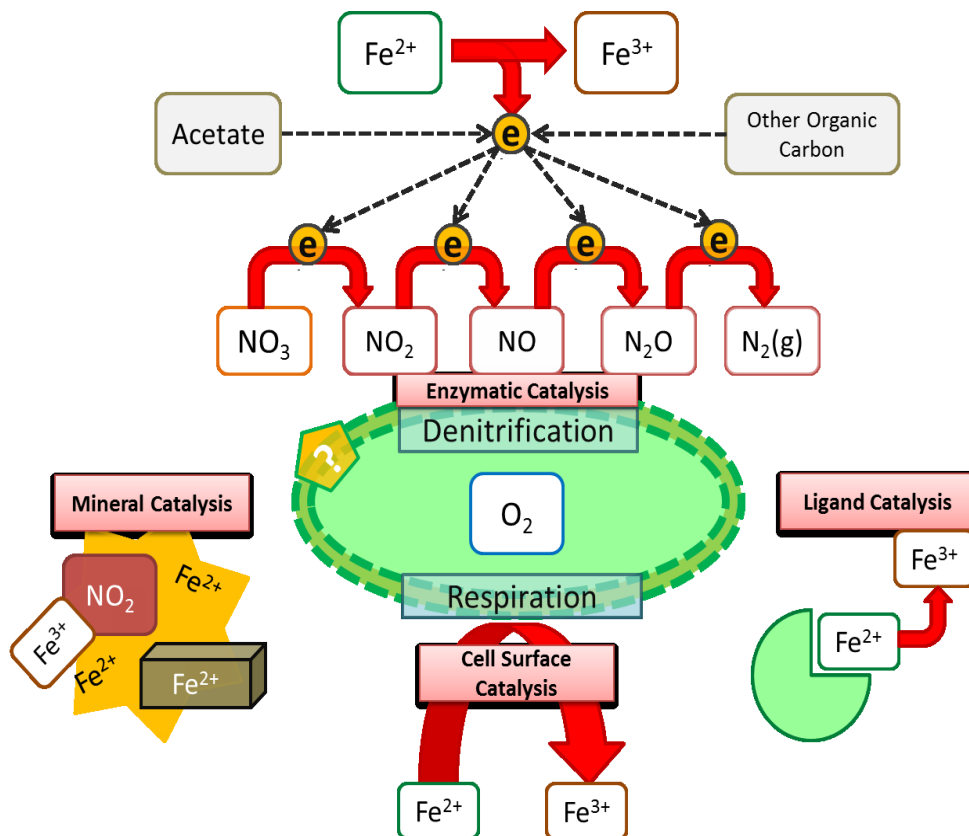 Fe²⁺
Fe³⁺
Acetate
e
Other Organic
Carbon
e
e
e
e
NO₃
NO₂
NO
N₂O
N₂(g)
Enzymatic Catalysis
Denitrification
?
Mineral Catalysis
O₂
Ligand Catalysis
Fe³⁺
Fe²⁺
NO₂
Fe³⁺
Fe²⁺
Fe²⁺
Fe²⁺
Respiration
Cell Surface
Catalysis
Fe²⁺
Fe³⁺